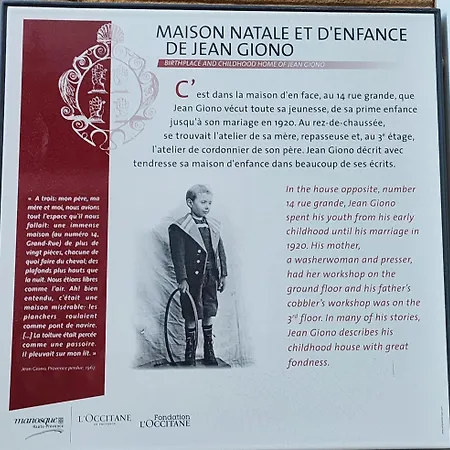 MAISON NATALE ET D'ENFANCE
DE JEAN GIONO
BIRTHPLACE AND CHILDHOOD HOME OF JEAN GIONO
C'est dans la maison d'en face, au 14 rue grande, que
Jean Giono vécut toute sa jeunesse, de sa prime enfance
jusqu'à son mariage en 1920. Au rez-de-chaussée,
se trouvait l'atelier de sa mère, repasseuse et, au 3e étage,
l'atelier de cordonnier de son père. Jean Giono décrit avec
tendresse sa maison d'enfance dans beaucoup de ses écrits.
« A trois: mon père, ma
mère et moi, nous avions
tout l'espace qu'il nous
fallait: une immense
maison (au numéro 14,
Grand-Rue) de plus de
vingt pièces, chacune de
quoi faire du cheval; des
plafonds plus hauts que
la nuit. Nous étions libres
comme l'air. Ah! bien
entendu, c'était une
maison misérable: les
planchers roulaient
comme pont de navire.
[...] La toiture était percée
comme une passoire.
Il pleuvait sur mon lit. »
Jean Giono, Provence perdue, 1967
In the house opposite, number
14 rue grande, Jean Giono
spent his youth from his early
childhood until his marriage in
1920. His mother,
a washerwoman and presser,
had her workshop on the
ground floor and his father's
cobbler's workshop was on the
3rd floor. In many of his stories,
Jean Giono describes his
childhood house with great
fondness.
manosque
Haute Provence
L'OCCITANE
EN PROVENCE
Fondation
L'OCCITANE